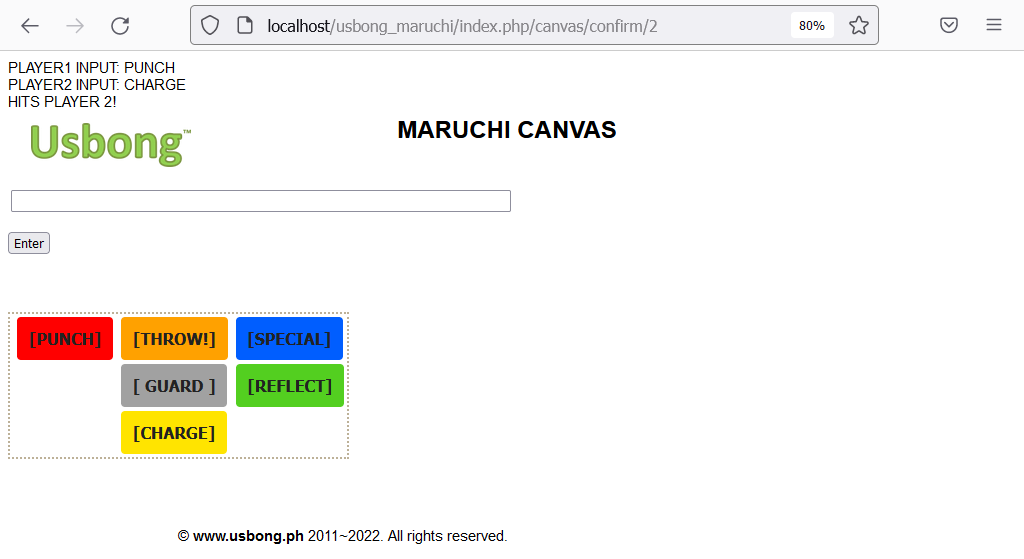 localhost/usbong_maruchi/index.php/canvas/confirm/2
80%
PLAYER1 INPUT: PUNCH
PLAYER2 INPUT: CHARGE
HITS PLAYER 2!
Usbong™
MARUCHI CANVAS
Enter
[PUNCH] [THROW!] [SPECIAL]
[ GUARD ] [REFLECT]
[CHARGE]
© www.usbong.ph 2011~2022. All rights reserved.